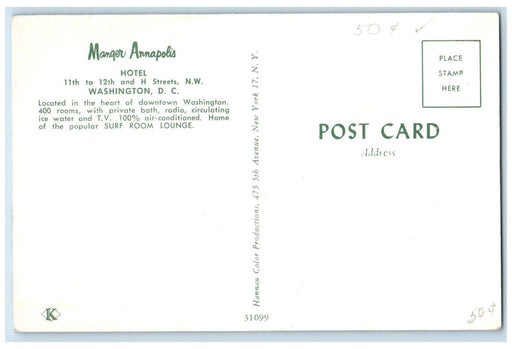 Manger Annapolis
HOTEL
11th to 12th and H Streets, N.W.
WASHINGTON, D. C.
Located in the heart of downtown Washington.
400 rooms, with private bath, radio, circulating
ice water and T.V. 100% air-conditioned. Home
of the popular SURF ROOM LOUNGE.
K
Hannau Color Productions, 475 5th Avenue, New York 17, N. Y.
31099
50¢ ✓
PLACE
STAMP
HERE
POST CARD
Address
50¢